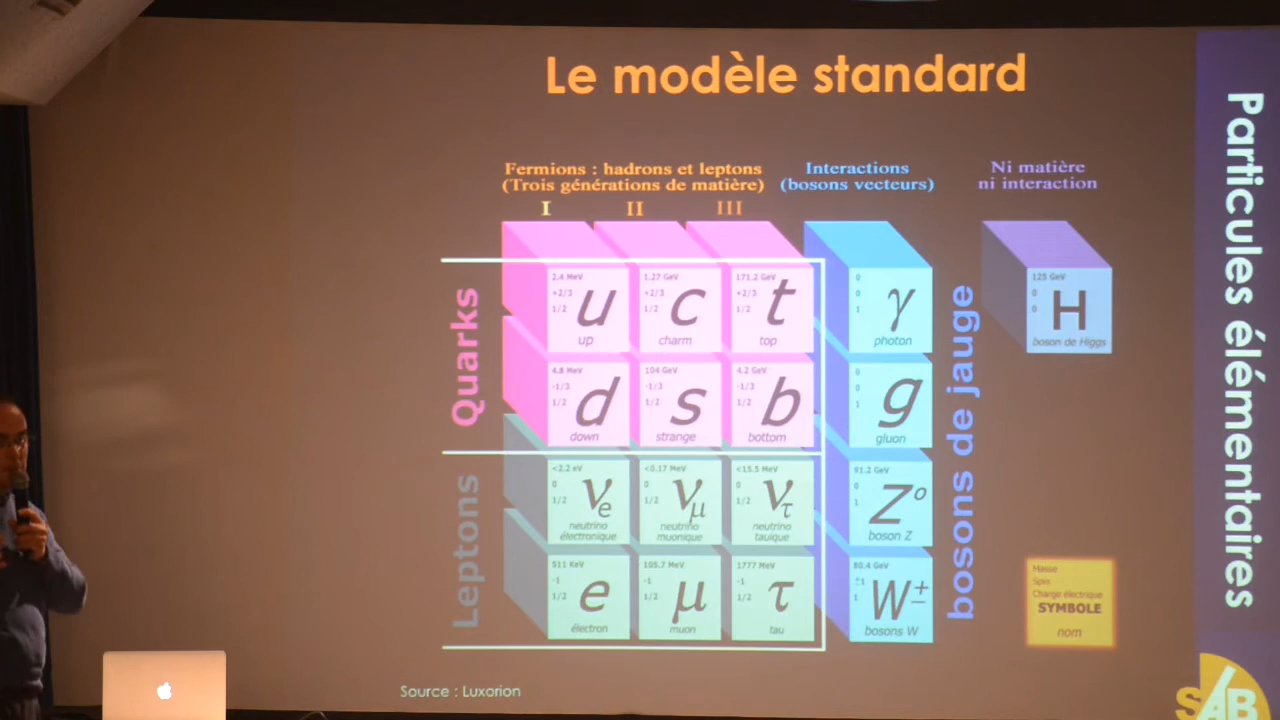 Le modèle standard
Particules élémentaires
Fermions : hadrons et leptons
(Trois générations de matière)
I II III
Interactions
(bosons vecteurs)
Ni matière
ni interaction
Quarks
Leptons
bosons de jauge
2.4 MeV
+2/3
1/2
u
up
1.27 GeV
+2/3
1/2
c
charm
171.2 GeV
+2/3
1/2
t
top
0
0
1
γ
photon
125 GeV
0
0
H
boson de Higgs
4.8 MeV
-1/3
1/2
d
down
104 GeV
-1/3
1/2
s
strange
4.2 GeV
-1/3
1/2
b
bottom
0
0
1
g
gluon
<2.2 eV
0
1/2
νe
neutrino
électronique
<0.17 MeV
0
1/2
νμ
neutrino
muonique
<15.5 MeV
0
1/2
ντ
neutrino
tauique
91.2 GeV
0
1
Z⁰
boson Z
511 KeV
-1
1/2
e
électron
105.7 MeV
-1
1/2
μ
muon
1777 MeV
-1
1/2
τ
tau
80.4 GeV
±1
1
W±
bosons W
Masse
Spin
Charge électrique
SYMBOLE
nom
Source : Luxorion
SAB